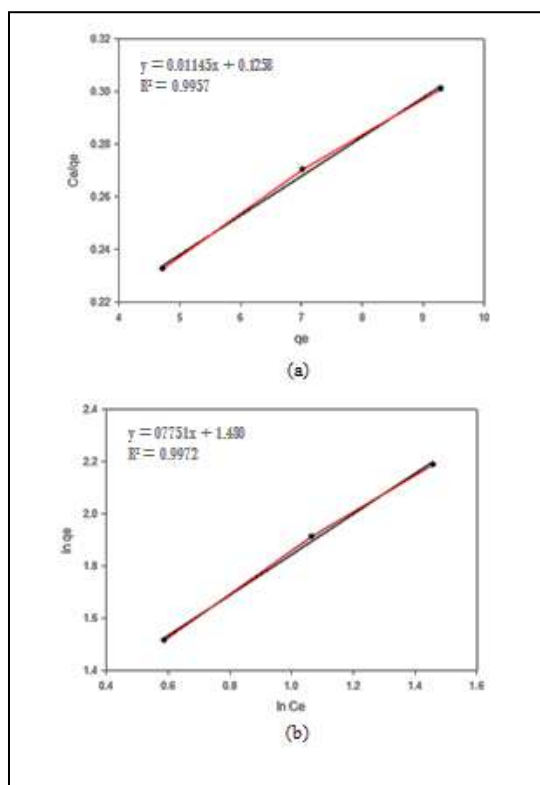 0.32
y = 0.01145x + 0.1258
R² = 0.9957
0.30
0.28
Ce/qe
0.26
0.24
0.22
4 5 6 7 8 9 10
qe
(a)
2.4
y = 07751x + 1.480
R² = 0.9972
2.2
2.0
ln qe
1.8
1.6
1.4
0.4 0.6 0.8 1.0 1.2 1.4 1.6
ln Ce
(b)